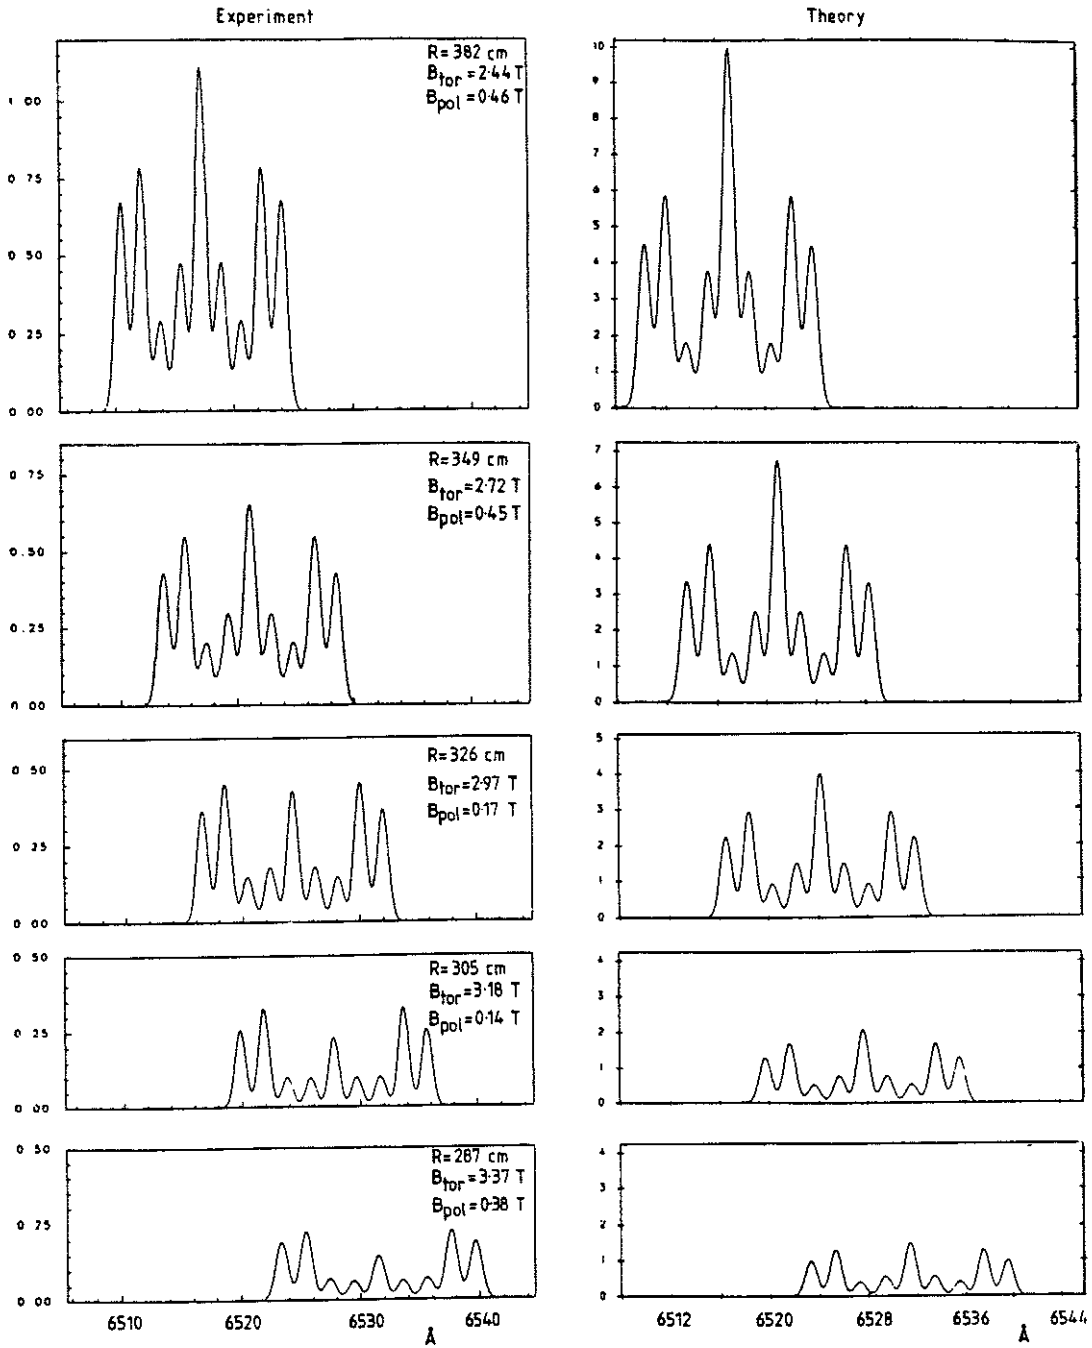 Experiment
Theory
R=382 cm
Btor=2·44 T
Bpol=0·46 T
1 00
0 75
0 50
0 25
0 00
10
9
8
7
6
5
4
3
2
1
0
R=349 cm
Btor=2·72 T
Bpol=0·45 T
0 75
0.50
0.25
0 00
7
6
5
4
3
2
1
0
R=326 cm
Btor=2·97 T
Bpol=0·17 T
0 50
0 25
0 00
5
4
3
2
1
0
R=305 cm
Btor=3·18 T
Bpol=0·14 T
0 50
0 25
0 00
4
3
2
1
0
R=287 cm
Btor=3·37 T
Bpol=0·38 T
0 50
0 25
0 00
4
3
2
1
0
6510 6520 6530 6540
Å
6512 6520 6528 6536 6544
Å